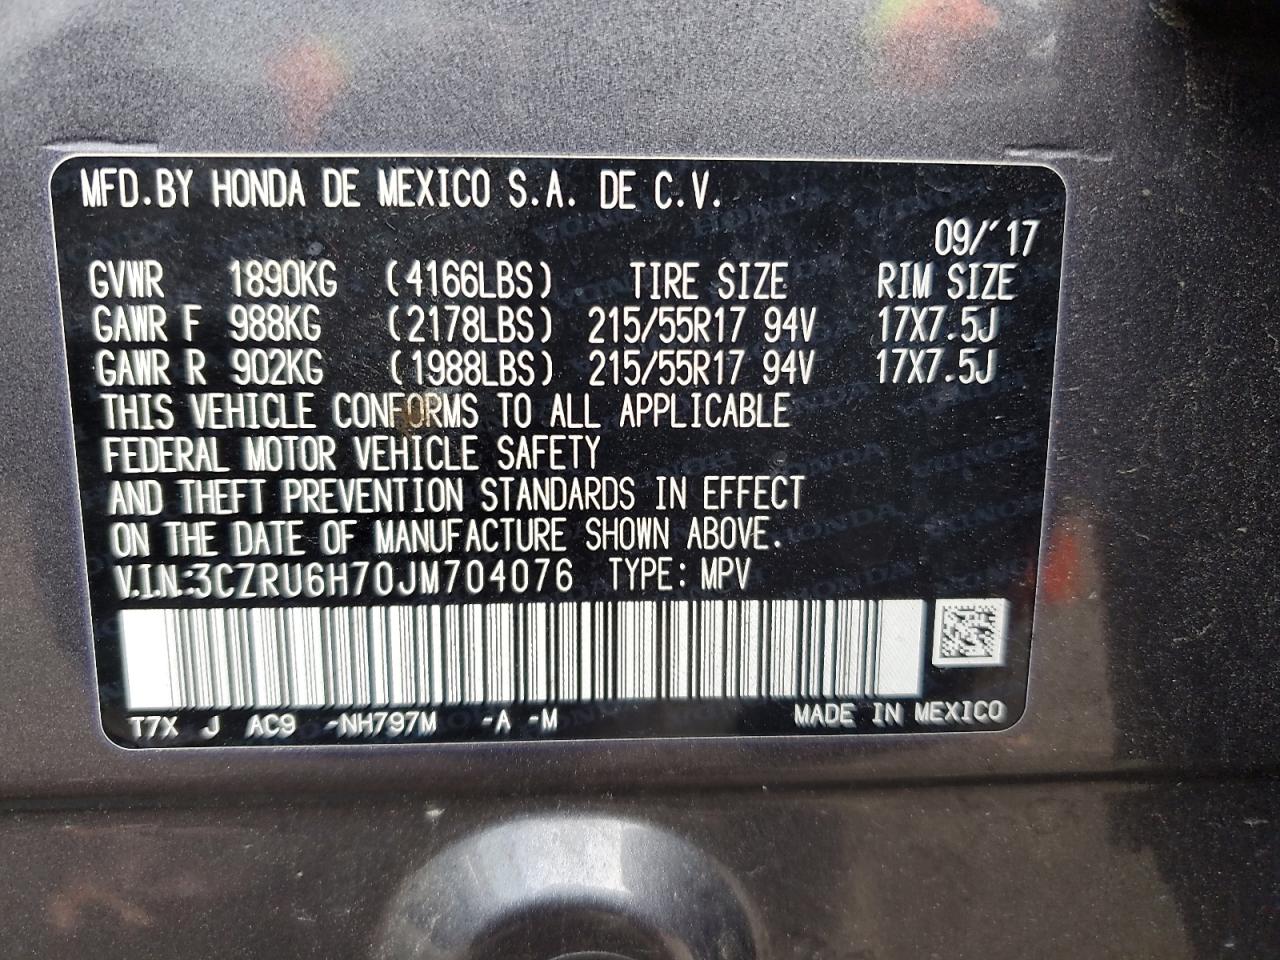 MFD.BY HONDA DE MEXICO S.A. DE C.V.
09/'17
GVWR 1890KG (4166LBS) TIRE SIZE RIM SIZE
GAWR F 988KG (2178LBS) 215/55R17 94V 17X7.5J
GAWR R 902KG (1988LBS) 215/55R17 94V 17X7.5J
THIS VEHICLE CONFORMS TO ALL APPLICABLE
FEDERAL MOTOR VEHICLE SAFETY
AND THEFT PREVENTION STANDARDS IN EFFECT
ON THE DATE OF MANUFACTURE SHOWN ABOVE.
V.I.N.:3CZRU6H70JM704076 TYPE: MPV
T7X J AC9 -NH797M -A -M MADE IN MEXICO